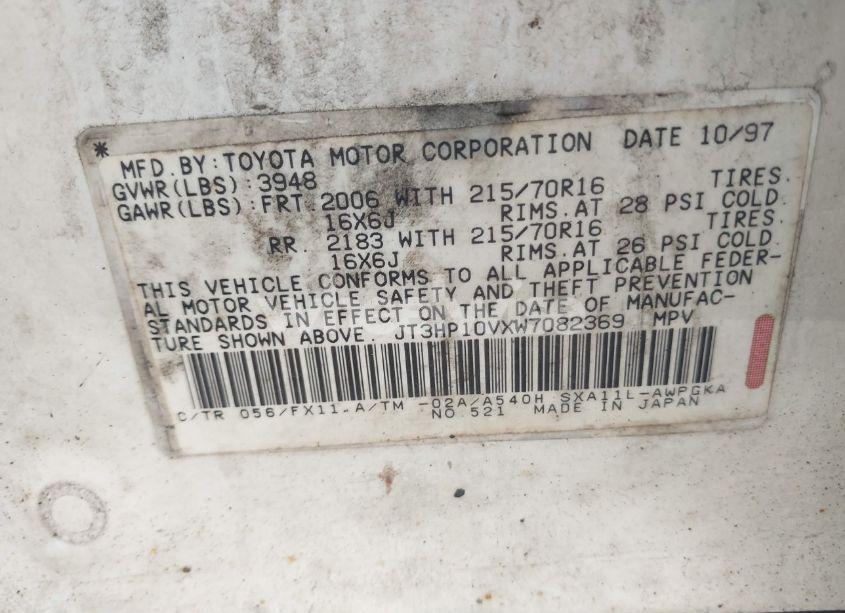 * MFD.BY:TOYOTA MOTOR CORPORATION DATE 10/97
GVWR(LBS):3948
GAWR(LBS):FRT.2006 WITH 215/70R16 TIRES.
16X6J RIMS.AT 28 PSI COLD.
RR. 2183 WITH 215/70R16 TIRES.
16X6J RIMS.AT 26 PSI COLD.
THIS VEHICLE CONFORMS TO ALL APPLICABLE FEDER-
AL MOTOR VEHICLE SAFETY AND THEFT PREVENTION
STANDARDS IN EFFECT ON THE DATE OF MANUFAC-
TURE SHOWN ABOVE. JT3HP10VXW7082369 MPV
C/TR 056/FX11 A/TM -02A/A540H SXA11L-AWPGKA
NO.521 MADE IN JAPAN